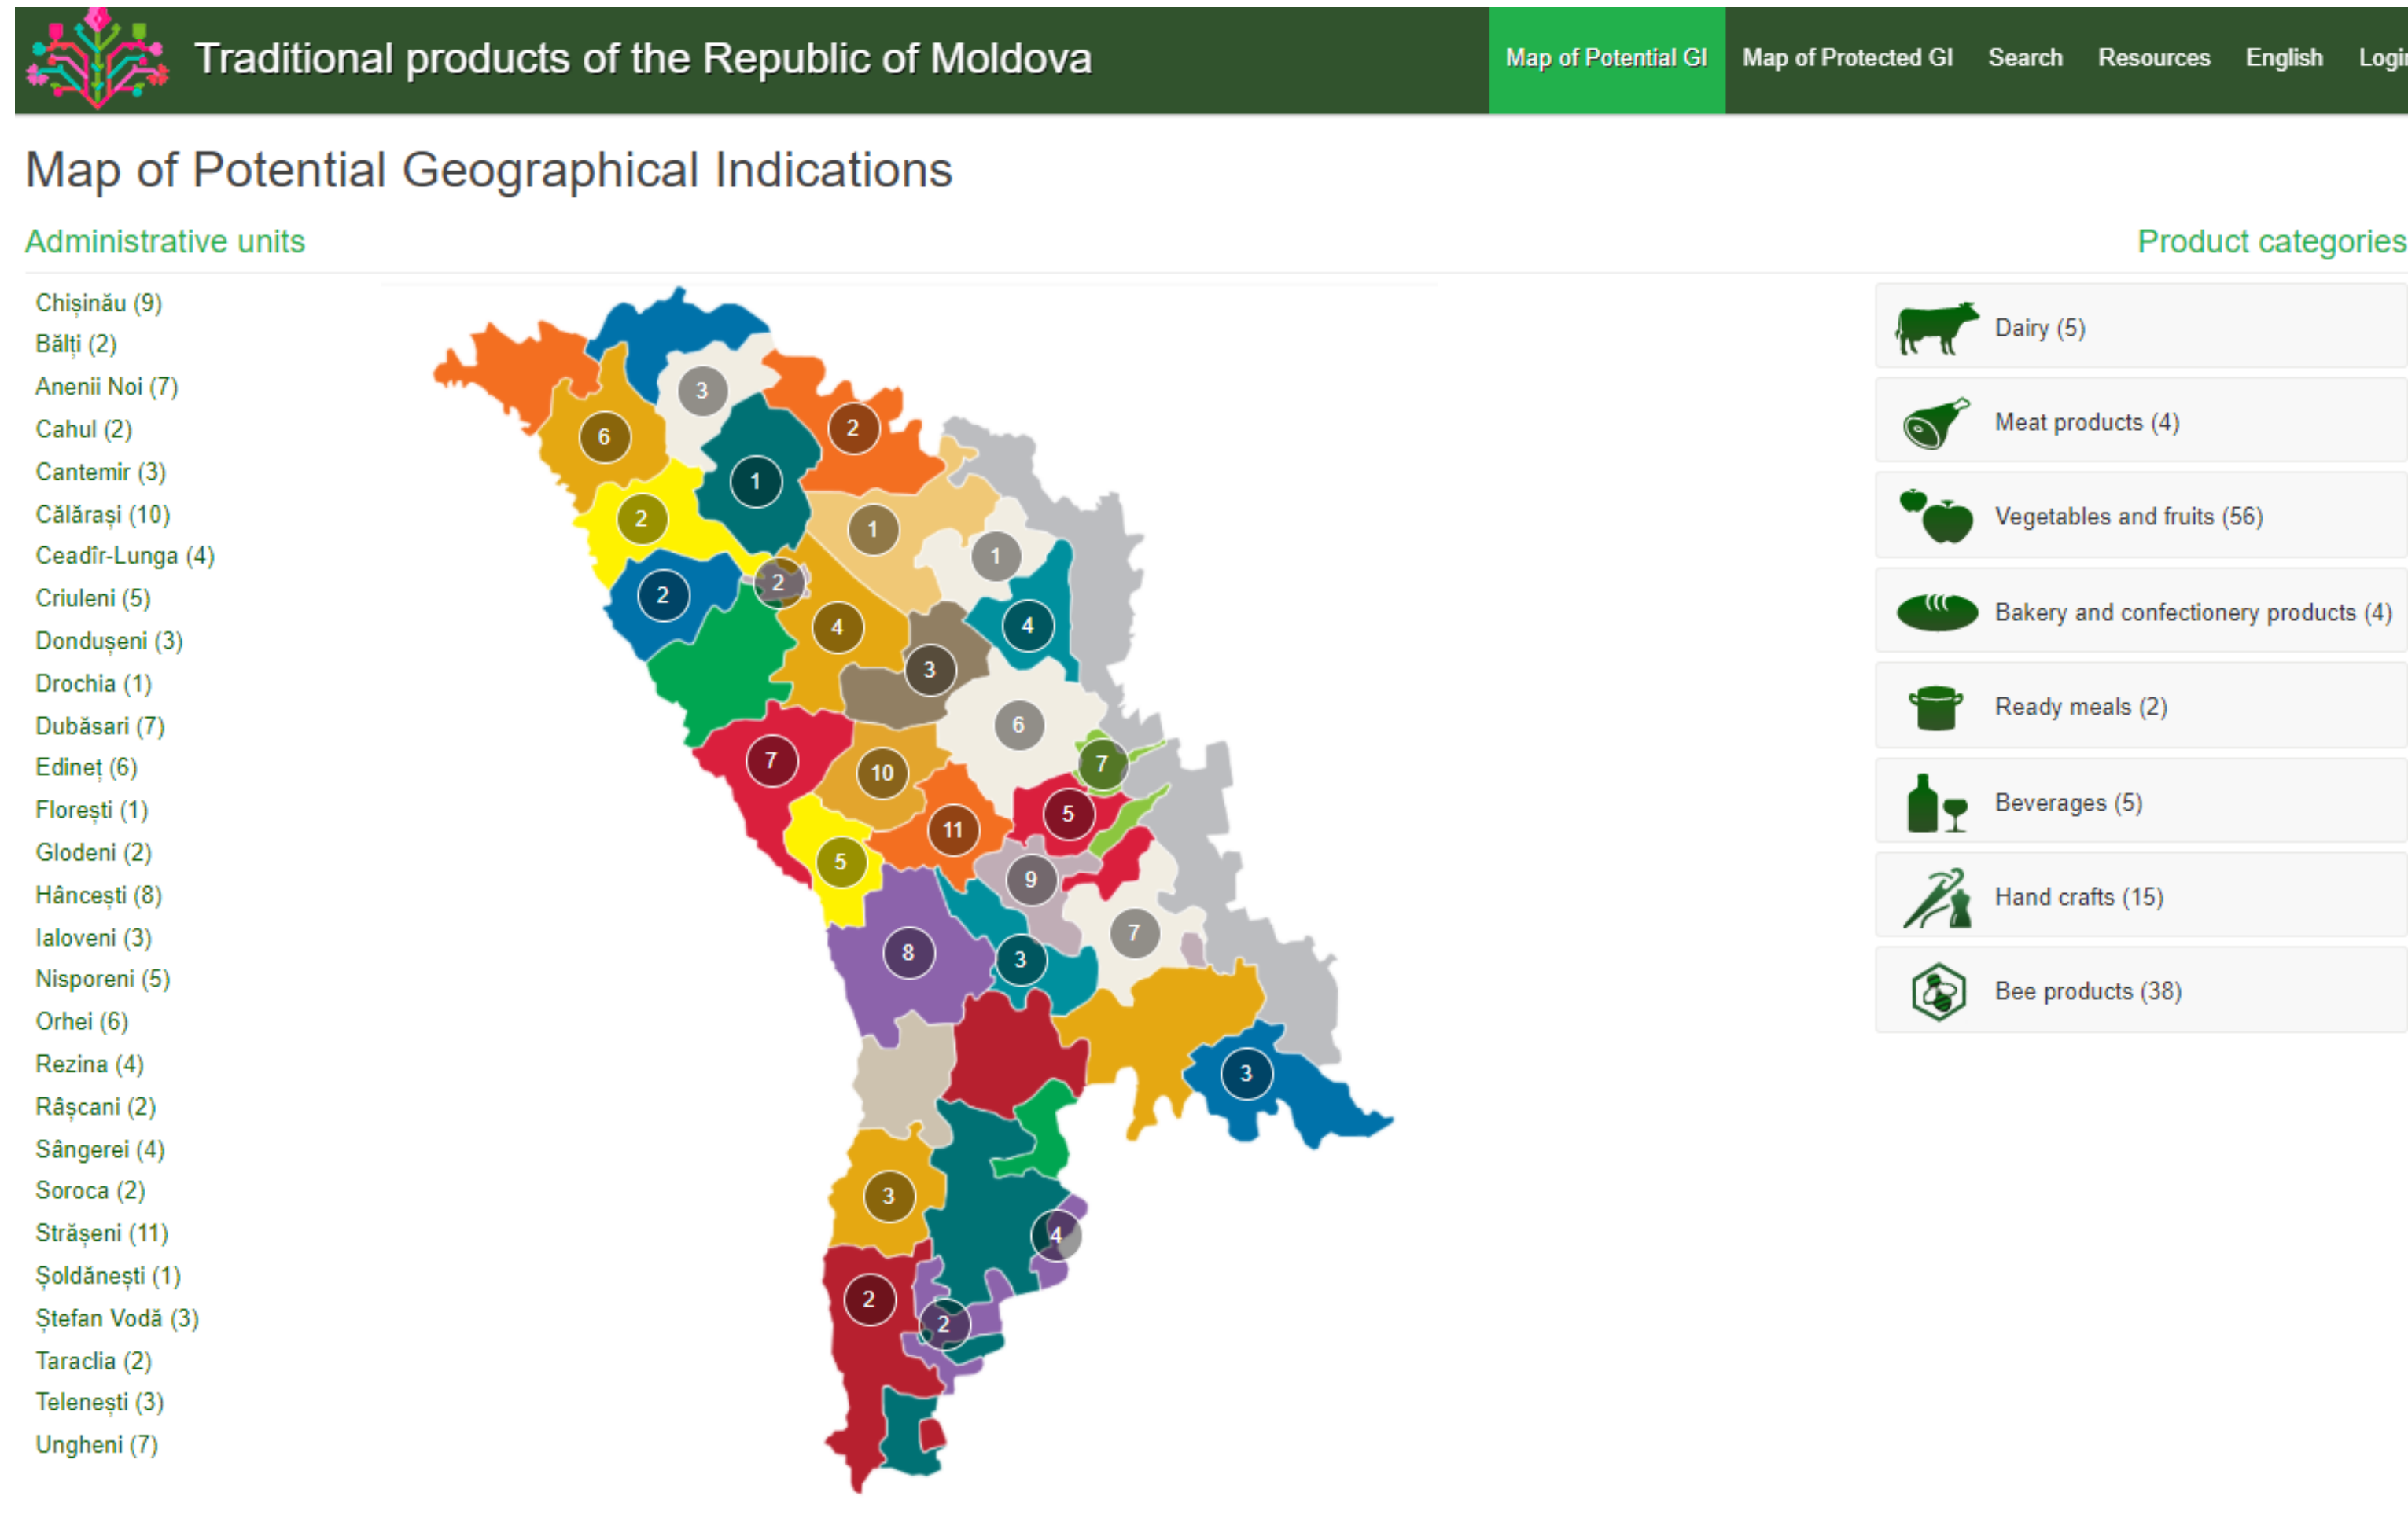 Traditional products of the Republic of Moldova
Map of Potential GI
Map of Protected GI
Search
Resources
English
Login
Map of Potential Geographical Indications
Administrative units
Product categories
Chișinău (9)
Bălți (2)
Anenii Noi (7)
Cahul (2)
Cantemir (3)
Călărași (10)
Ceadîr-Lunga (4)
Criuleni (5)
Dondușeni (3)
Drochia (1)
Dubăsari (7)
Edineț (6)
Florești (1)
Glodeni (2)
Hâncești (8)
Ialoveni (3)
Nisporeni (5)
Orhei (6)
Rezina (4)
Râșcani (2)
Sângerei (4)
Soroca (2)
Strășeni (11)
Șoldănești (1)
Ștefan Vodă (3)
Taraclia (2)
Telenești (3)
Ungheni (7)
3
2
6
1
2
1
1
2
2
4
4
3
6
7
10
7
5
11
5
9
7
8
3
3
3
4
2
2
Dairy (5)
Meat products (4)
Vegetables and fruits (56)
Bakery and confectionery products (4)
Ready meals (2)
Beverages (5)
Hand crafts (15)
Bee products (38)